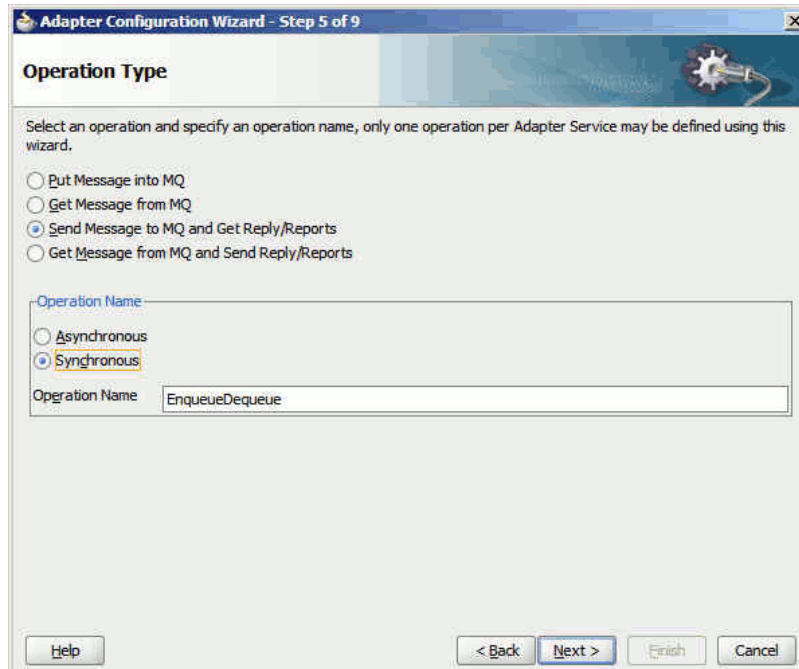 Adapter Configuration Wizard - Step 5 of 9
Operation Type
Select an operation and specify an operation name, only one operation per Adapter Service may be defined using this
wizard.
Put Message into MQ
Get Message from MQ
Send Message to MQ and Get Reply/Reports
Get Message from MQ and Send Reply/Reports
Operation Name
Asynchronous
Synchronous
Operation Name EnqueueDequeue
Help < Back Next > Finish Cancel